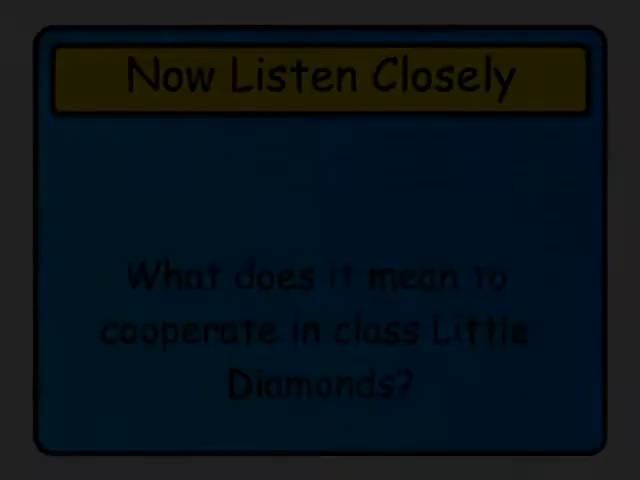 Now Listen Closely
What does it mean to
cooperate in class Little
Diamonds?